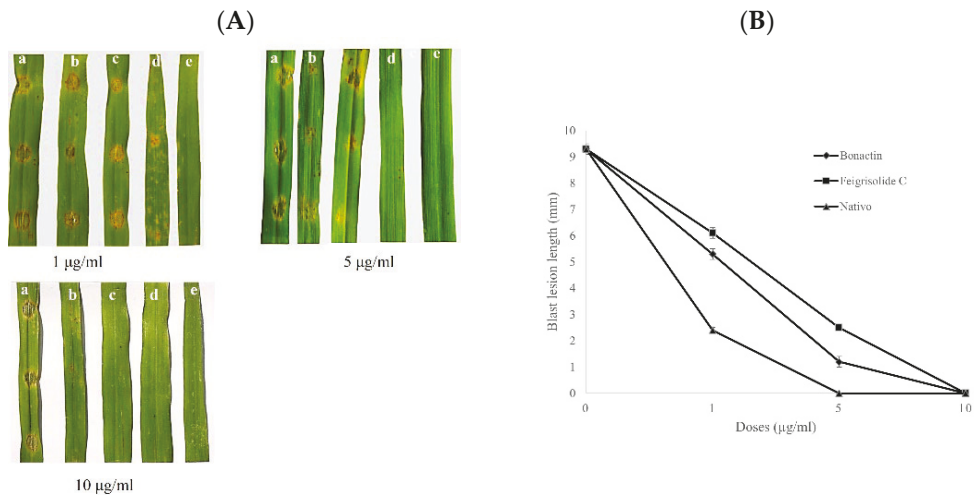 (A)
(B)
a b c d e
1 μg/ml
a b c d e
5 μg/ml
a b c d e
10 μg/ml
10
9
8
7
6
5
4
3
2
1
0
Blast lesion length (mm)
Bonactin
Feigrisolide C
Nativo
0 1 5 10
Doses (μg/ml)